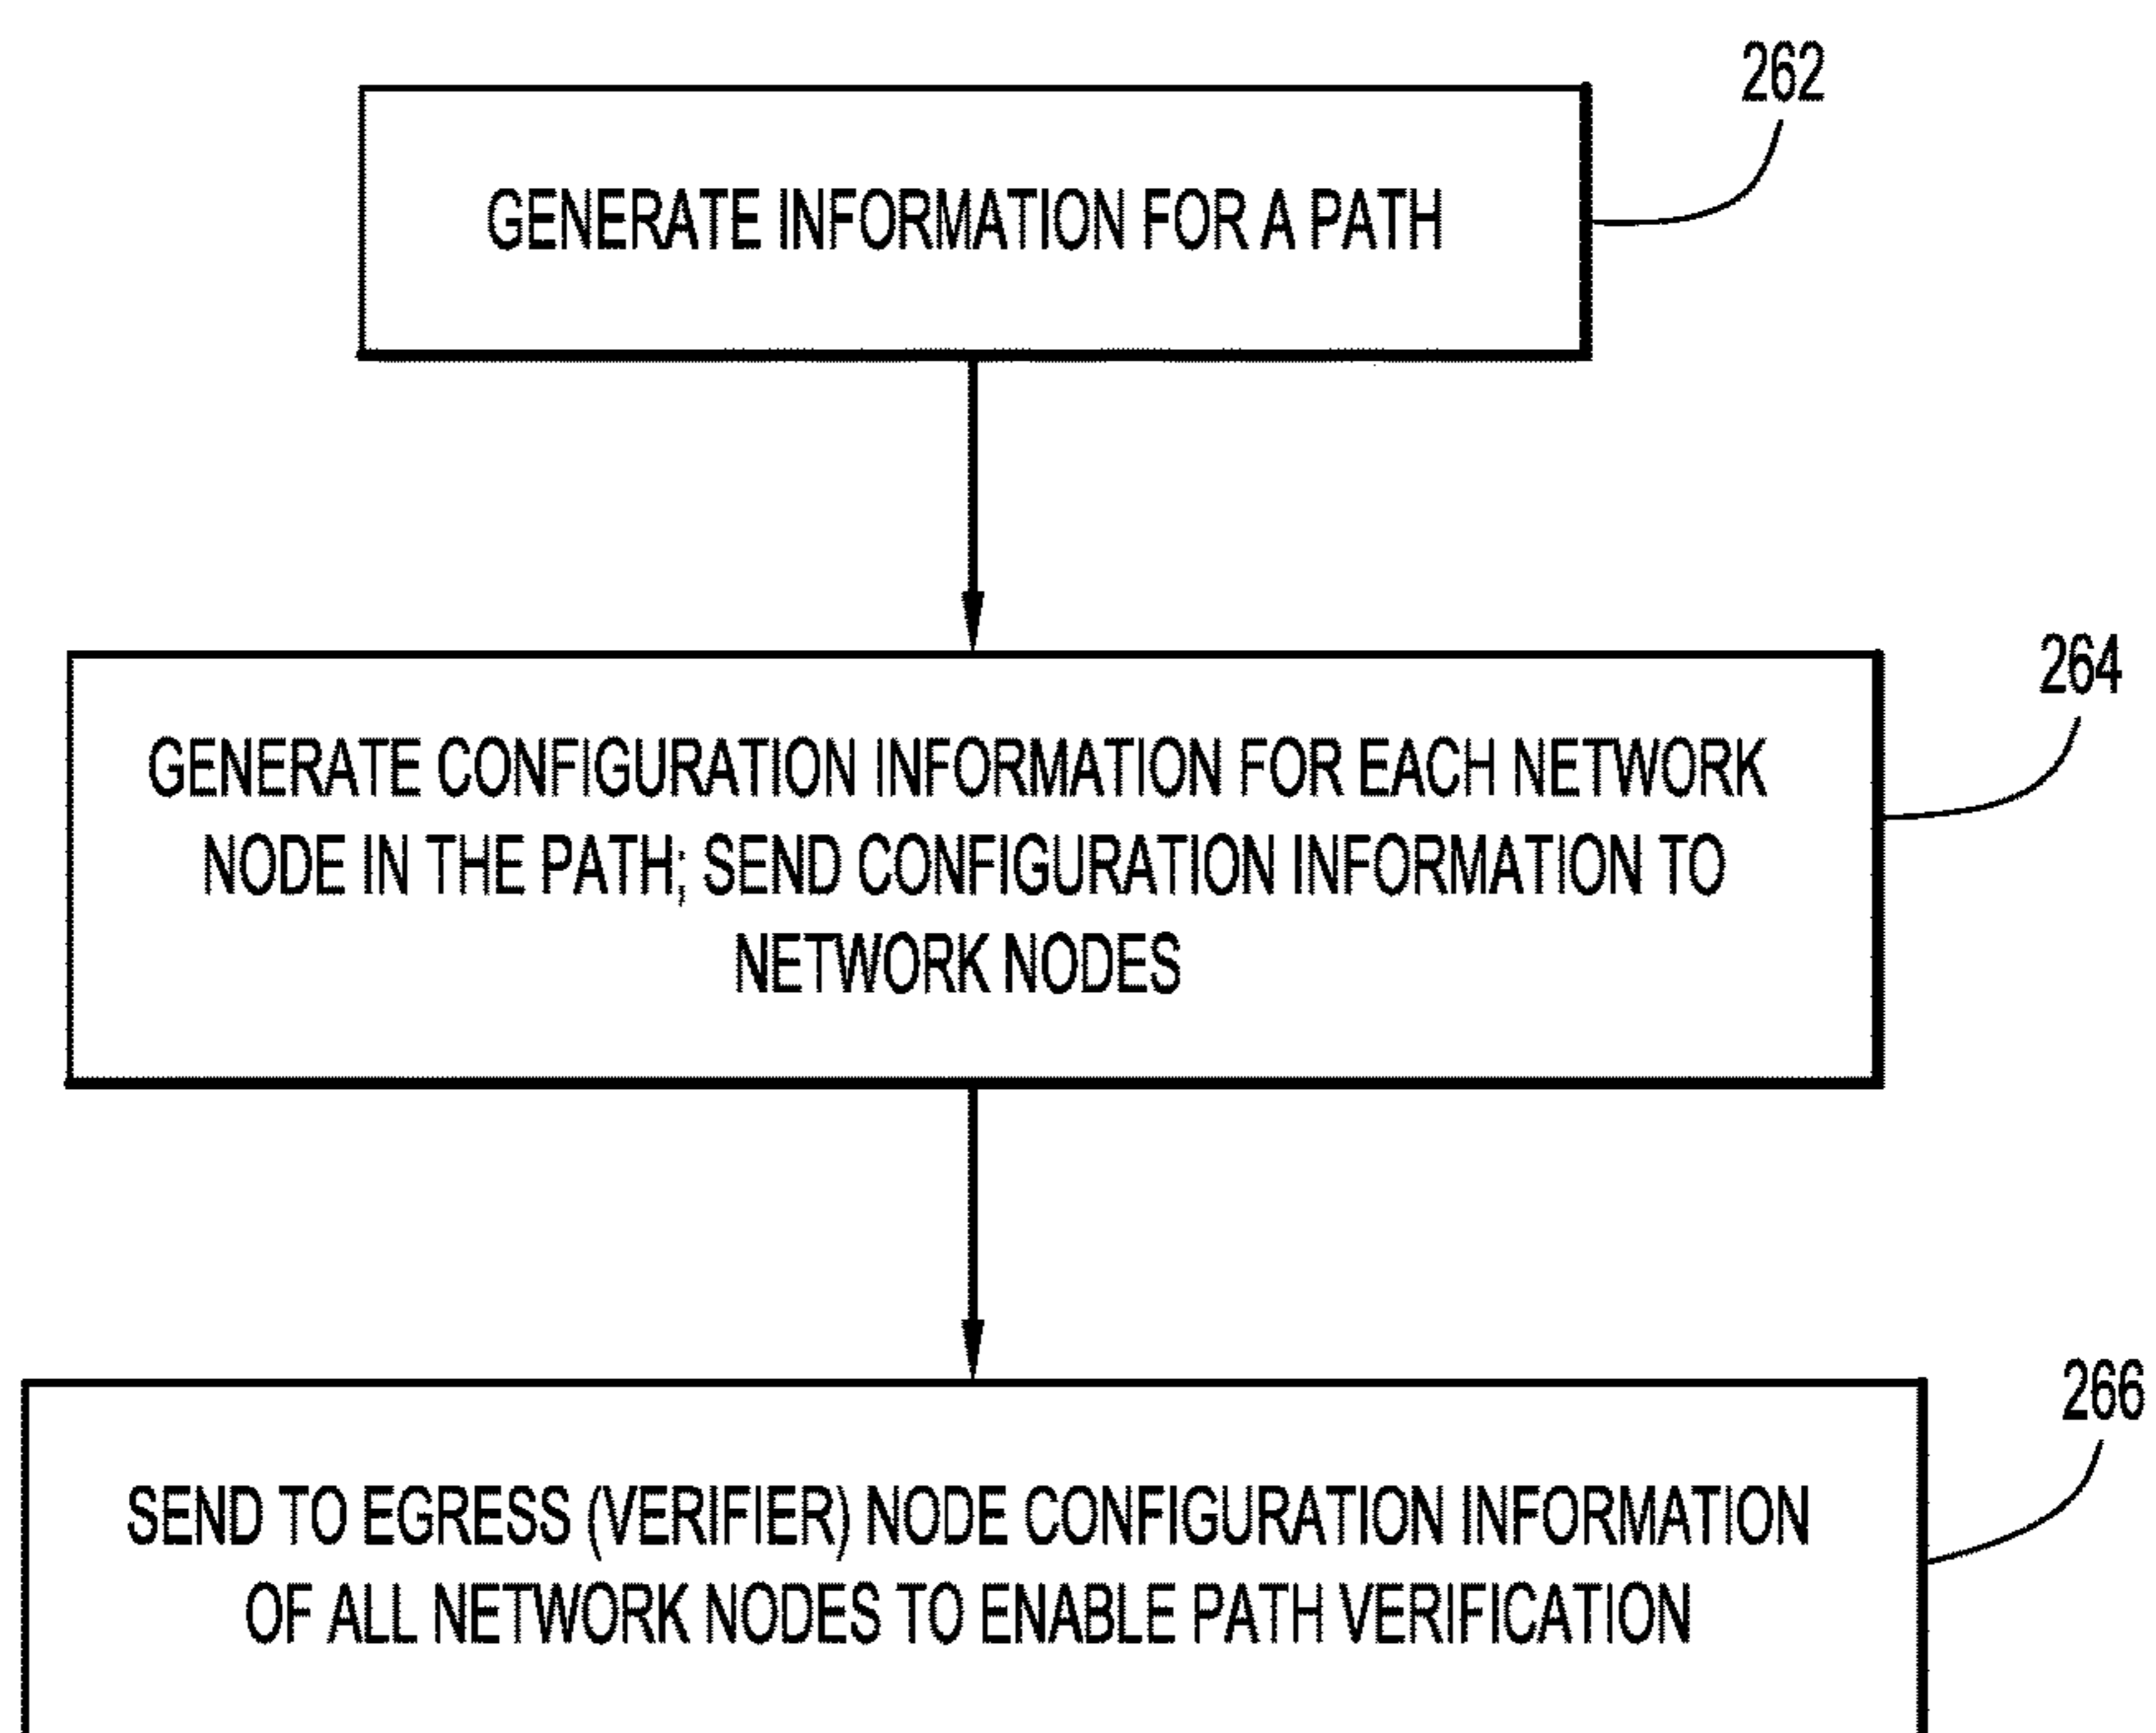 262
GENERATE INFORMATION FOR A PATH
264
GENERATE CONFIGURATION INFORMATION FOR EACH NETWORK
NODE IN THE PATH; SEND CONFIGURATION INFORMATION TO
NETWORK NODES
266
SEND TO EGRESS (VERIFIER) NODE CONFIGURATION INFORMATION
OF ALL NETWORK NODES TO ENABLE PATH VERIFICATION